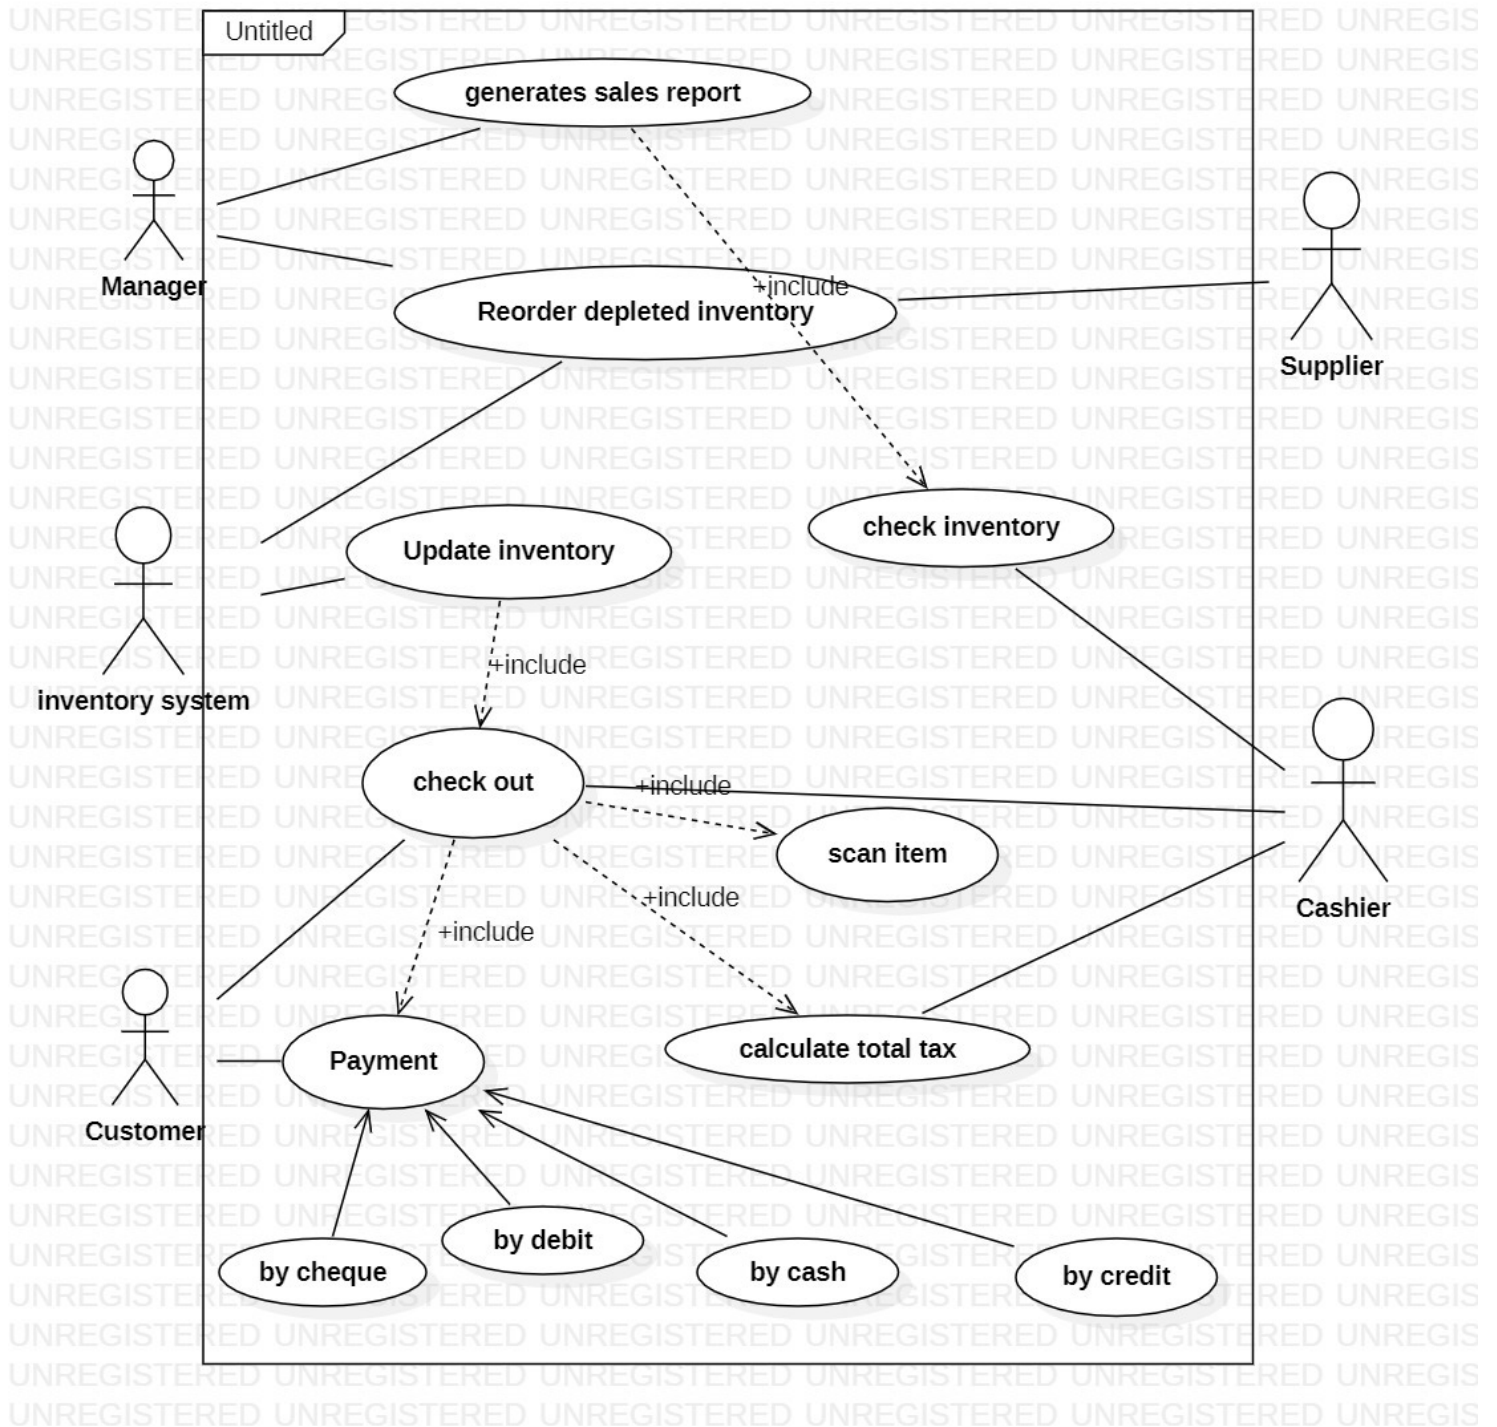 Untitled
generates sales report
Manager
+include
Reorder depleted inventory
Supplier
check inventory
Update inventory
+include
inventory system
check out
+include
scan item
+include
Cashier
+include
calculate total tax
Payment
Customer
by debit
by cheque
by cash
by credit
UNREGISTERED